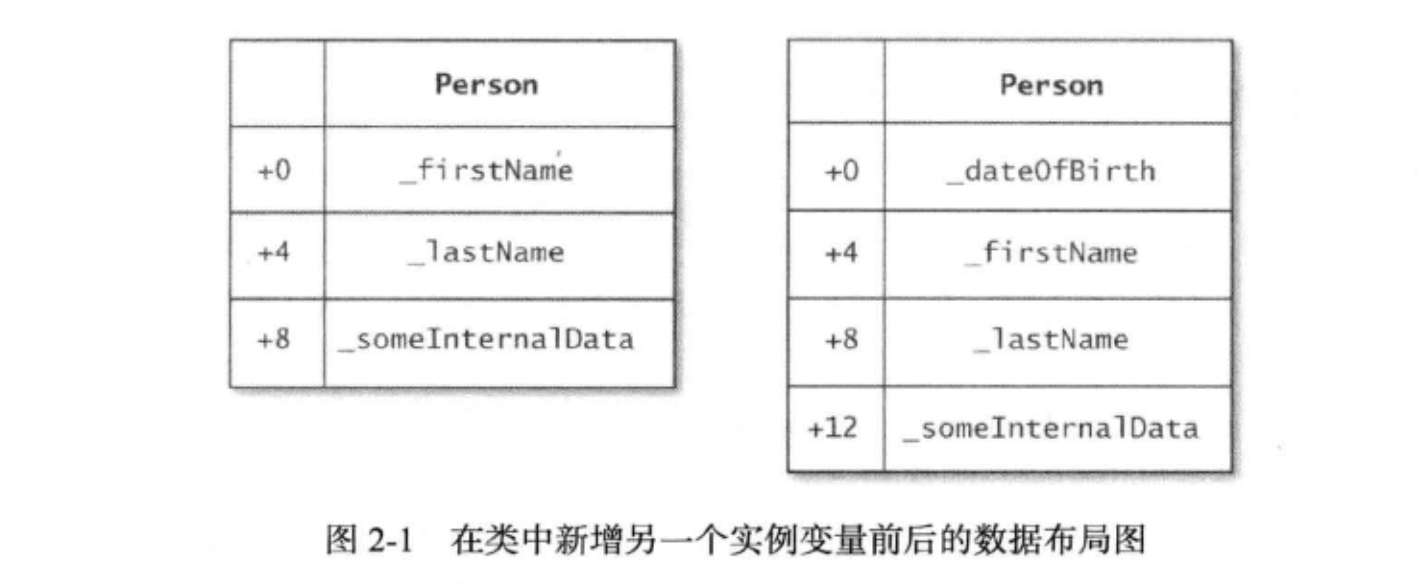 Person
+0 _firstName
+4 _lastName
+8 _someInternalData
Person
+0 _dateOfBirth
+4 _firstName
+8 _lastName
+12 _someInternalData
图 2-1 在类中新增另一个实例变量前后的数据布局图